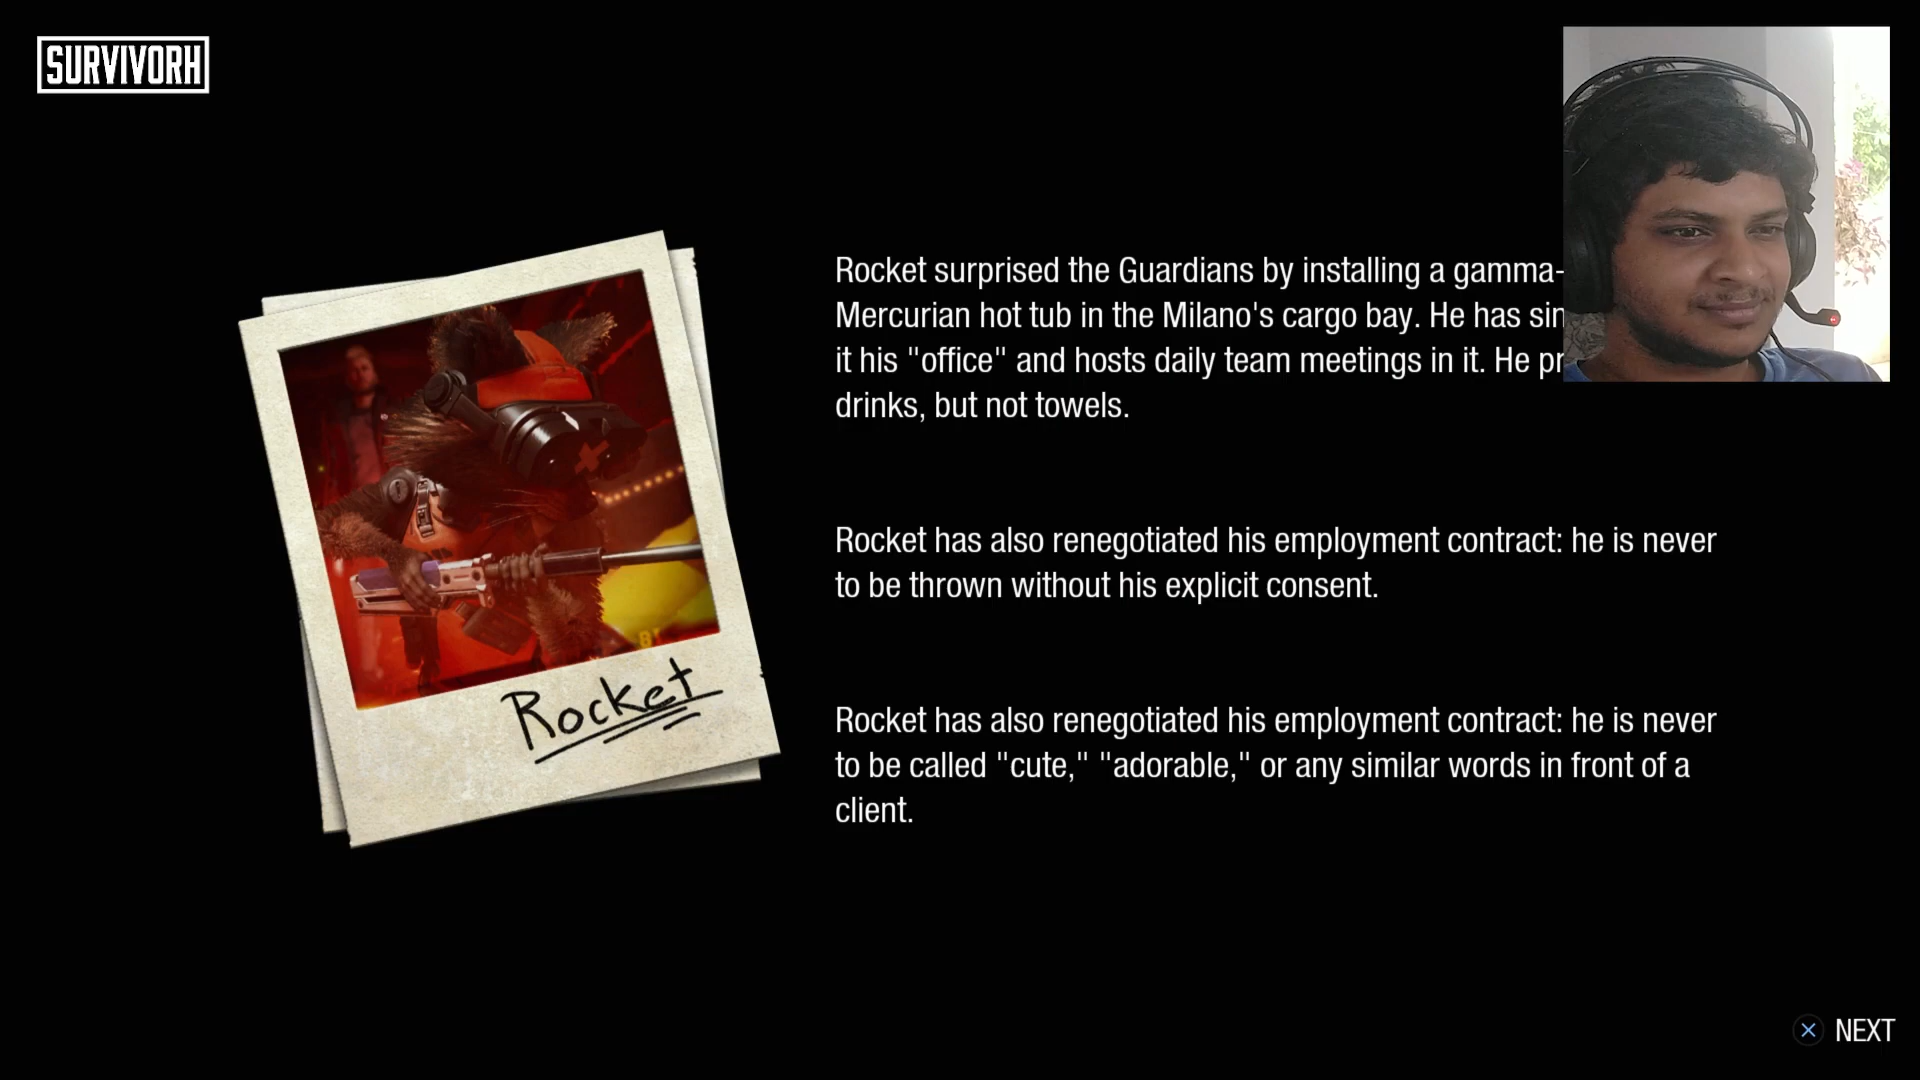 SURVIVORH
Rocket surprised the Guardians by installing a gamma-
Mercurian hot tub in the Milano's cargo bay. He has
it his "office" and hosts daily team meetings in it. He
drinks, but not towels.
Rocket has also renegotiated his employment contract: he is never
to be thrown without his explicit consent.
Rocket has also renegotiated his employment contract: he is never
to be called "cute," "adorable," or any similar words in front of a
client.
Rocket
NEXT